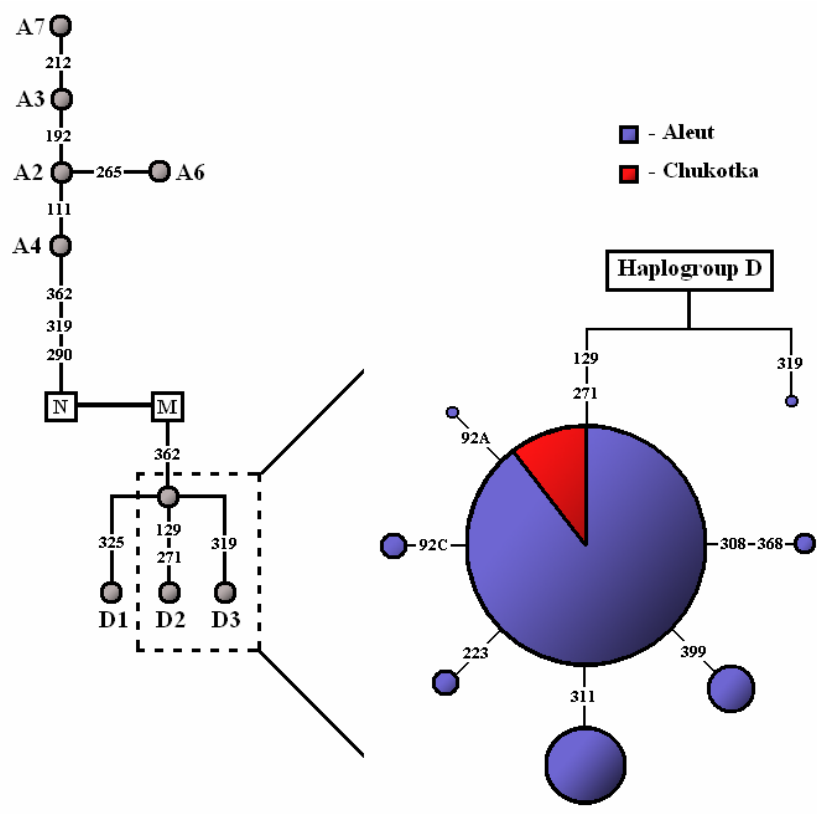 A7
212
A3
192
A2
265
A6
111
A4
362
319
290
N
M
362
325
129
271
319
D1
D2
D3
- Aleut
- Chukotka
Haplogroup D
129
271
319
92A
92C
308
368
223
399
311